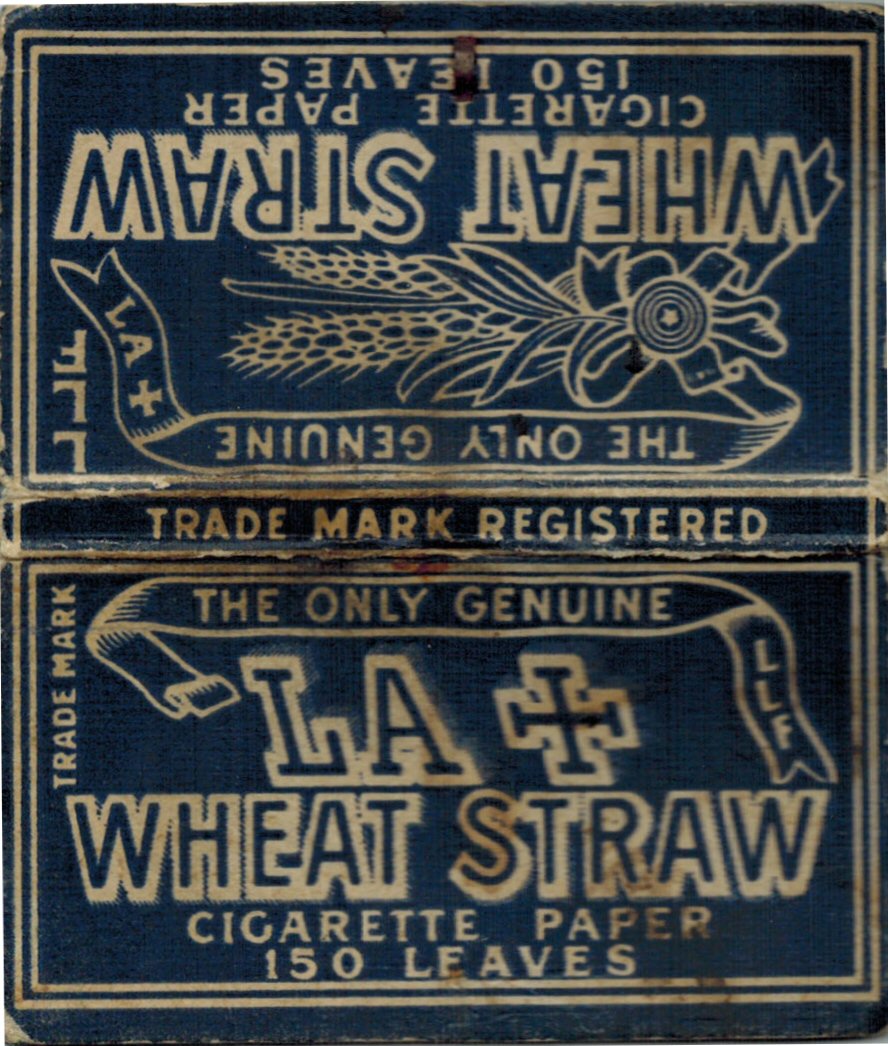 150 LEAVES
CIGARETTE PAPER
WHEAT STRAW
LA +
LLF
THE ONLY GENUINE
TRADE MARK REGISTERED
TRADE MARK
THE ONLY GENUINE
LLF
LA +
WHEAT STRAW
CIGARETTE PAPER
150 LEAVES